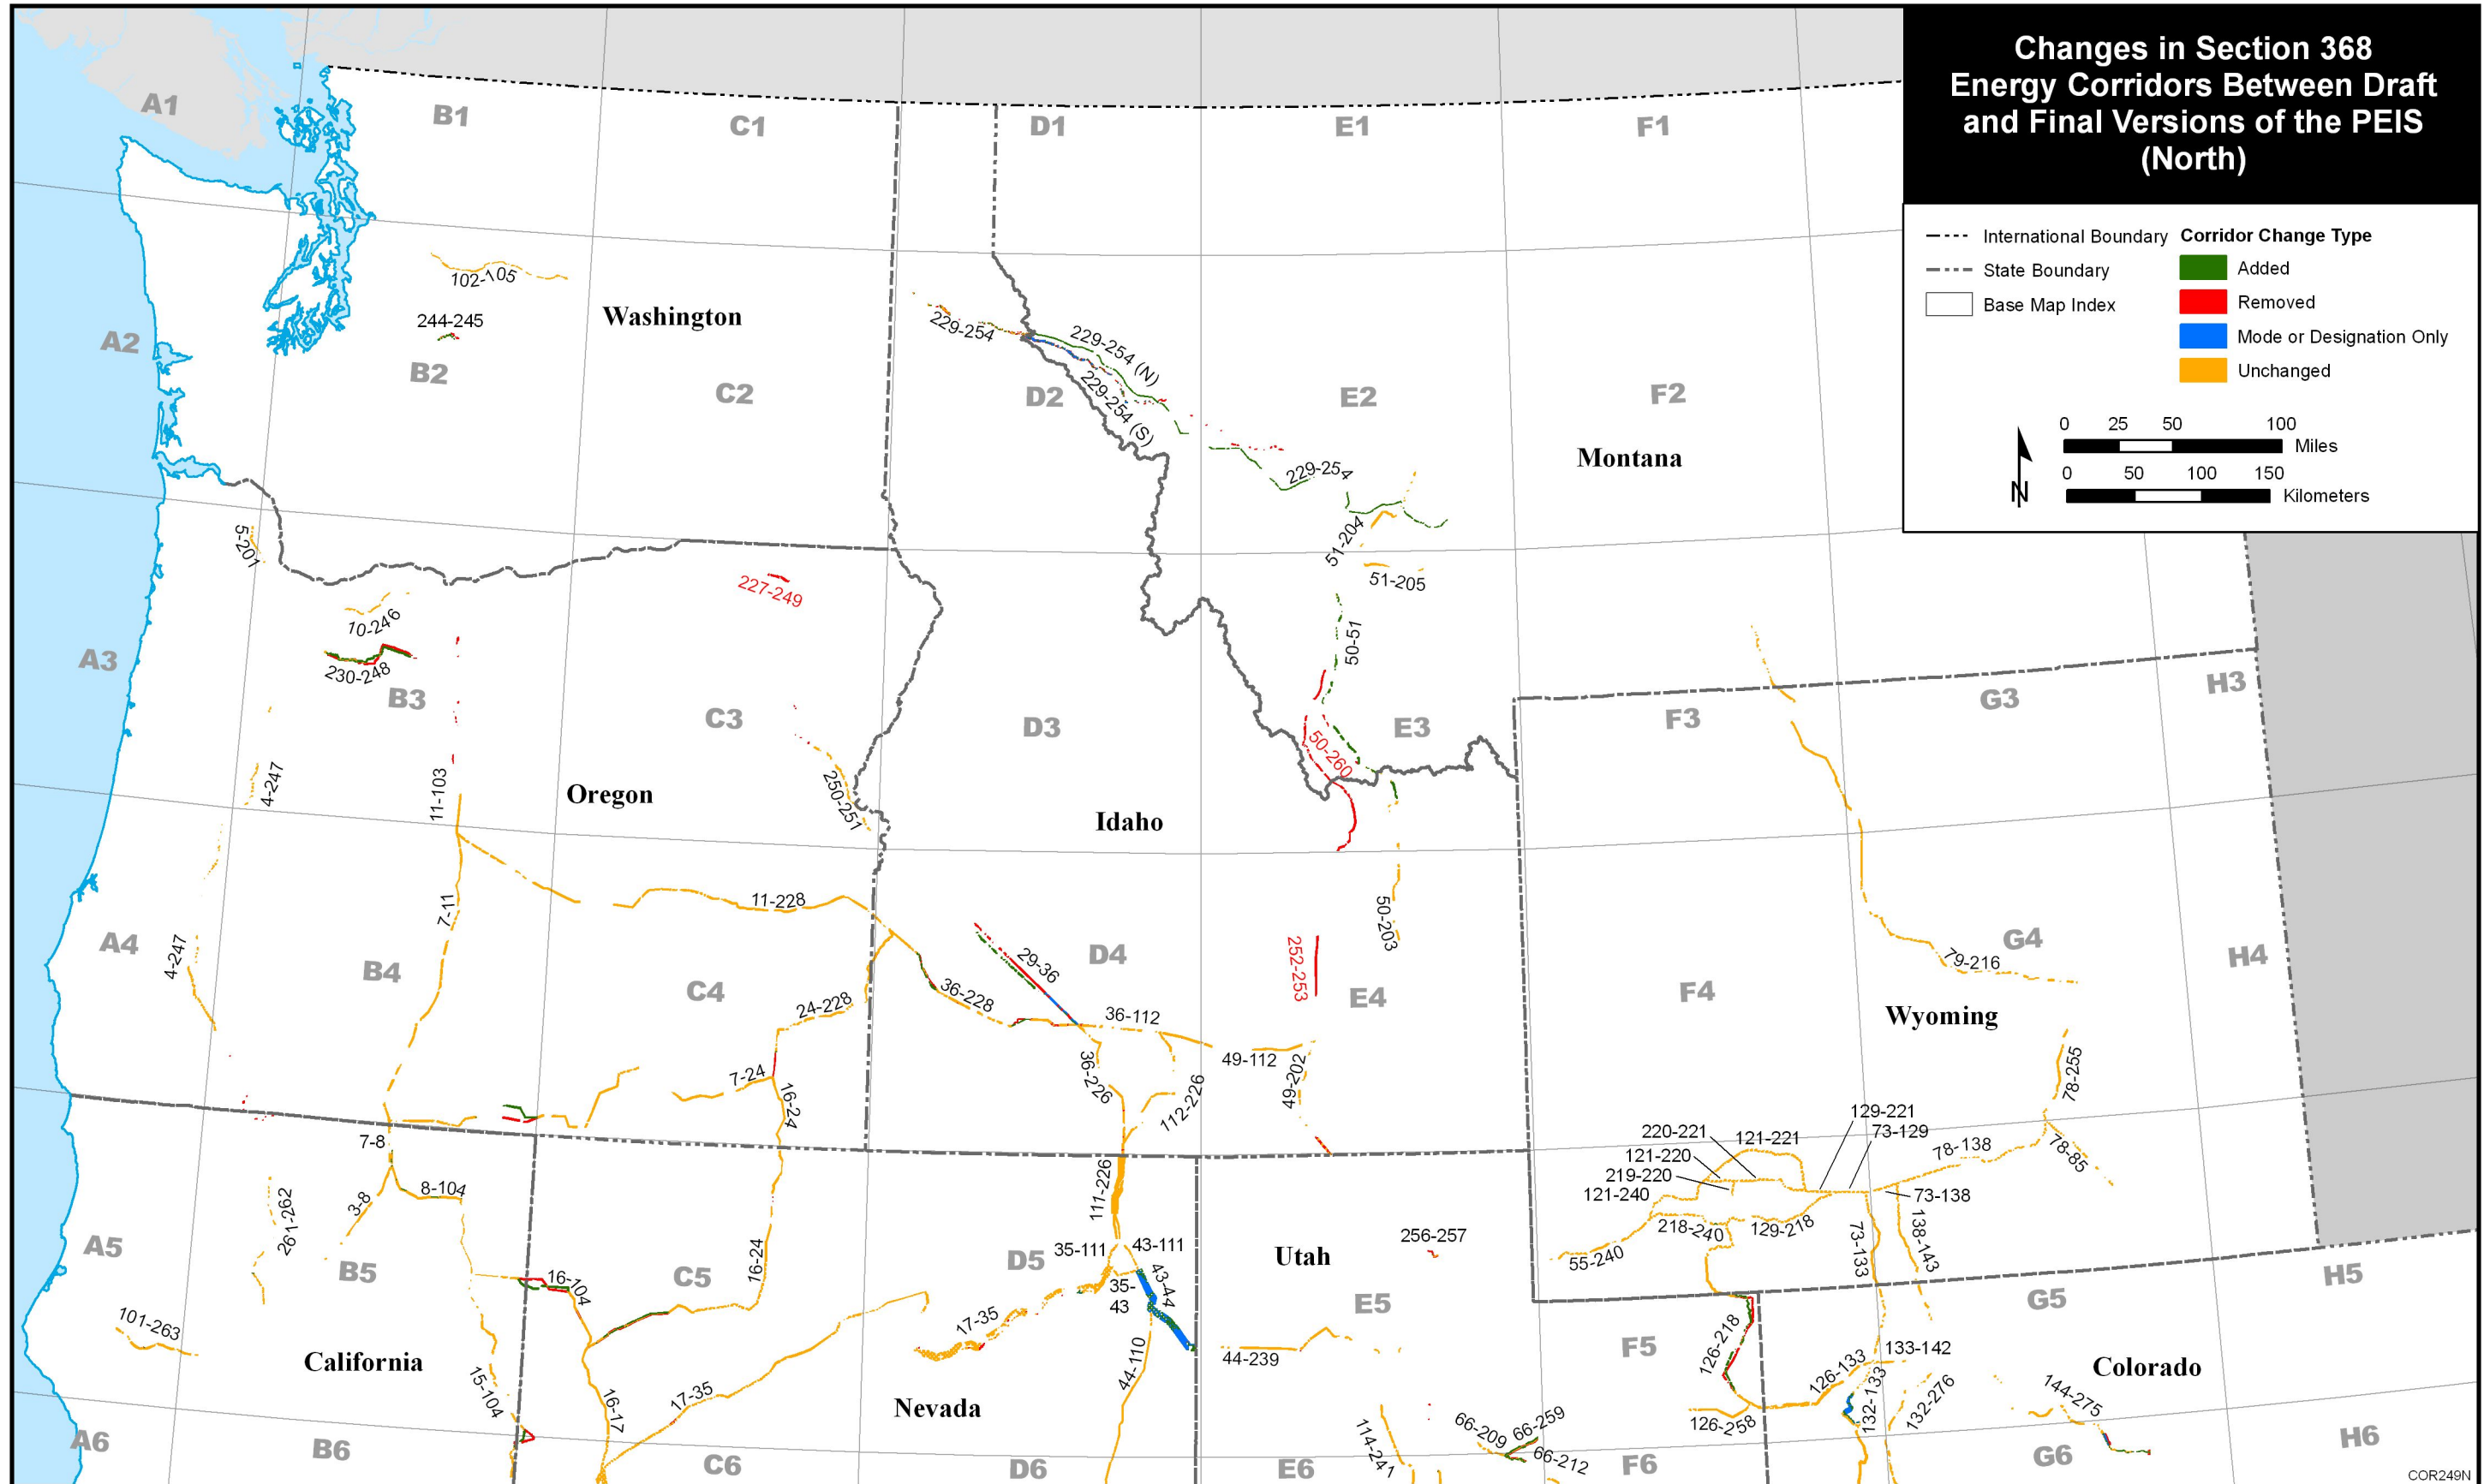 Changes in Section 368
Energy Corridors Between Draft
and Final Versions of the PEIS
(North)
International Boundary
State Boundary
Base Map Index
Corridor Change Type
Added
Removed
Mode or Designation Only
Unchanged
0 25 50 100
Miles
0 50 100 150
Kilometers
N
A1
B1
C1
D1
E1
F1
102-105
244-245
Washington
A2
B2
C2
D2
E2
F2
229-254
229-254 (N)
229-254 (S)
229-254
Montana
51-204
51-205
5-201
10-246
230-248
227-249
50-51
A3
B3
C3
D3
E3
F3
G3
H3
50-260
4-247
11-103
Oregon
250-251
Idaho
7-11
11-228
50-203
A4
4-247
B4
C4
D4
E4
F4
G4
H4
29-36
252-253
79-216
36-228
24-228
36-112
49-112
Wyoming
7-24
16-24
36-226
112-226
49-202
78-255
7-8
129-221
73-129
220-221
121-221
121-220
219-220
121-240
78-138
78-85
73-138
3-8
8-104
261-262
111-226
218-240
129-218
73-133
138-143
55-240
A5
B5
C5
D5
E5
F5
G5
H5
16-104
16-24
35-111
43-111
35-
43
43-44
Utah
256-257
101-263
California
17-35
44-110
44-239
126-218
126-133
133-142
Colorado
15-104
16-17
17-35
Nevada
114-241
66-209
66-259
66-212
126-258
132-133
132-276
144-275
A6
B6
C6
D6
E6
F6
G6
H6
COR249N